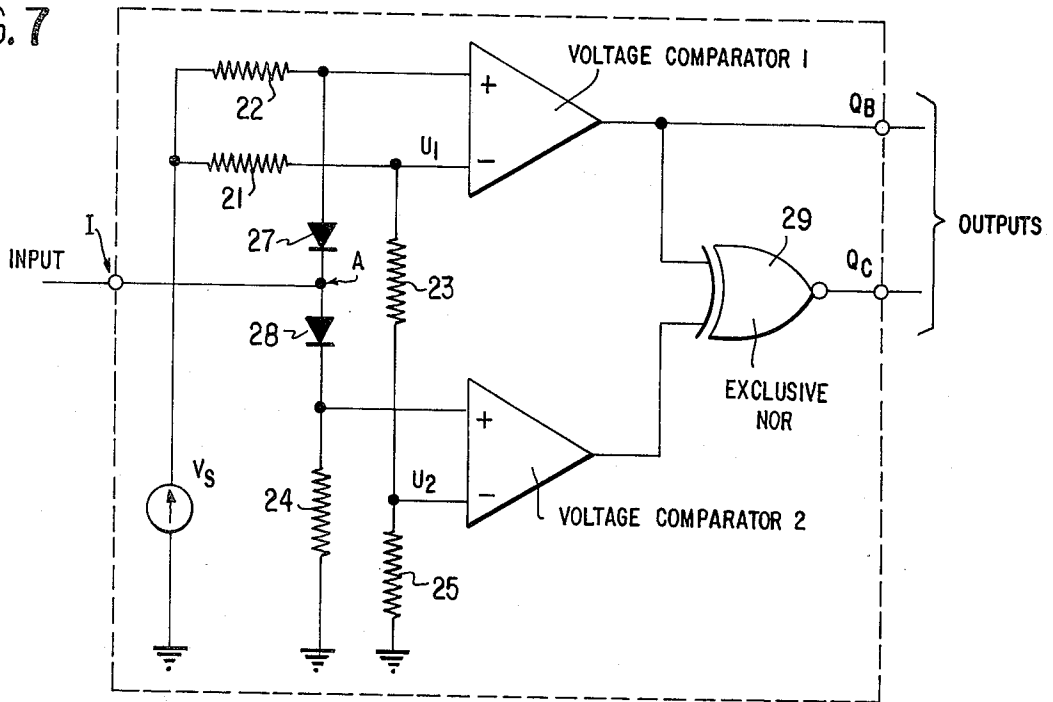 G. 7
VOLTAGE COMPARATOR 1
22
+
QB
U1
−
21
29
I
27
OUTPUTS
INPUT
A
QC
23
28
EXCLUSIVE
NOR
+
VS
24
U2
−
VOLTAGE COMPARATOR 2
25